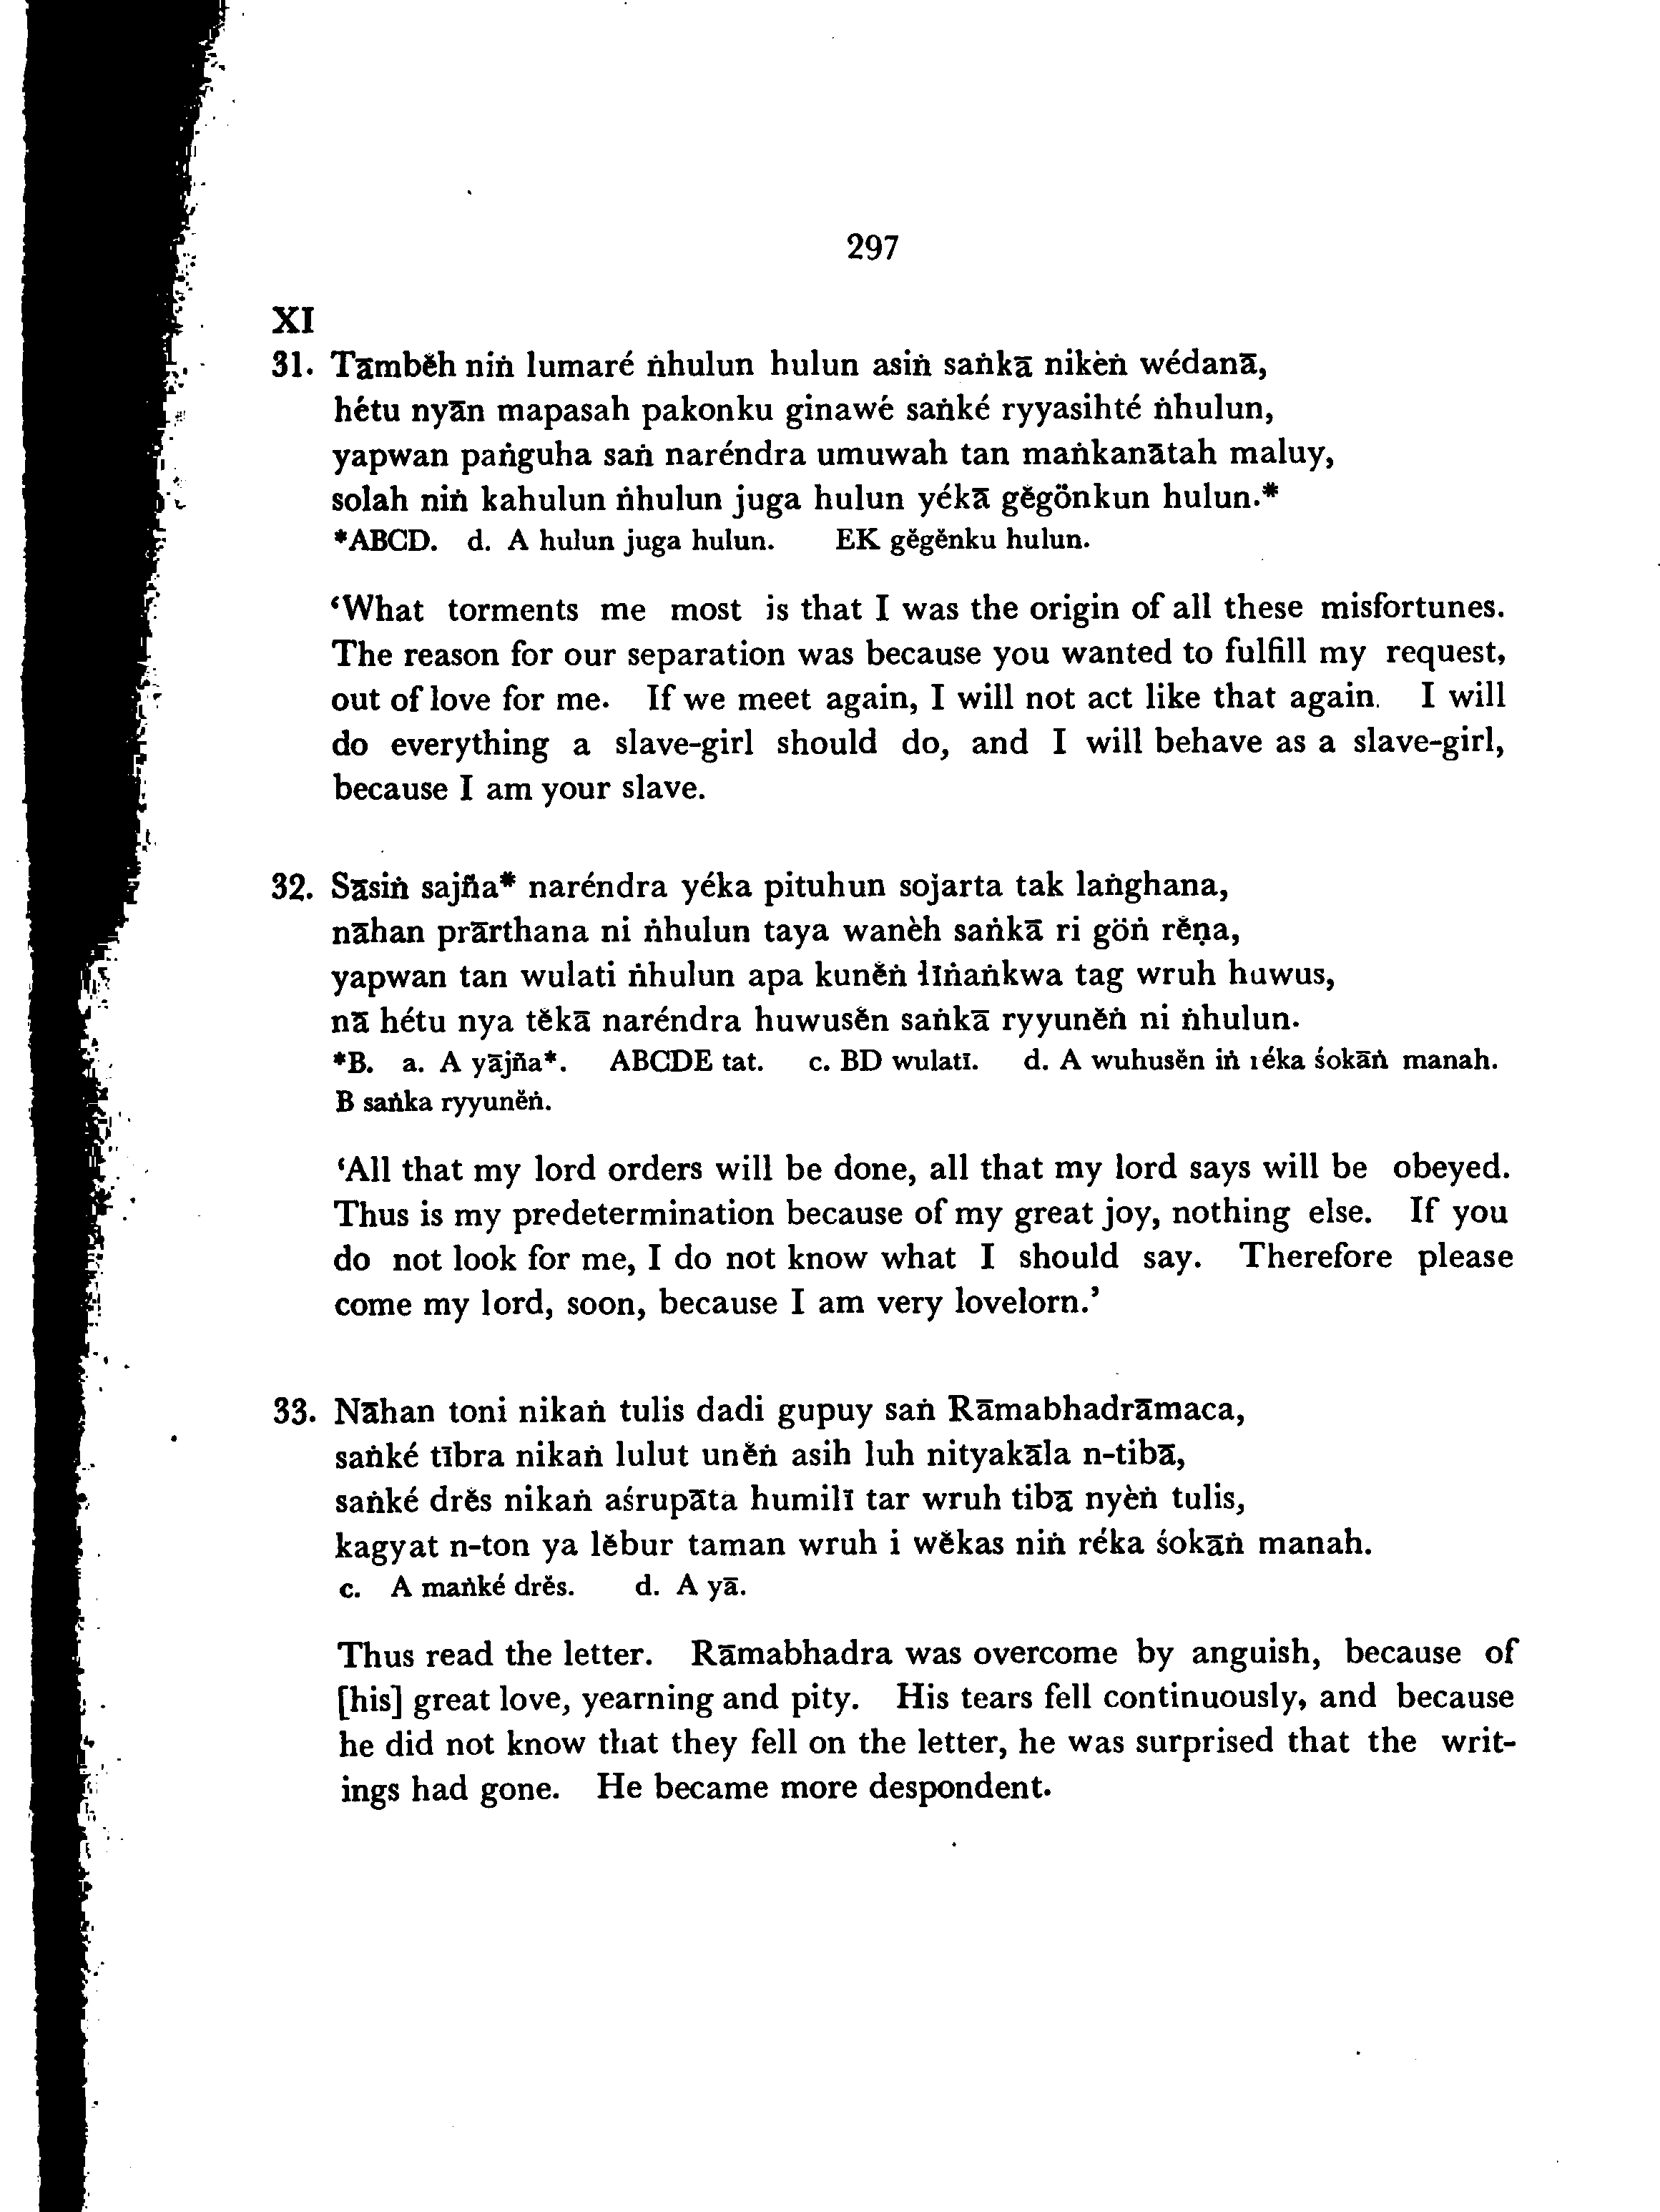 297
XI
31. Tāmbĕh niṅ lumaré ṅhulun hulun asiṅ saṅkā nikèṅ wédanā,
hétu nyān mapasah pakonku ginawé saṅké ryyasihté ṅhulun,
yapwan paṅguha saṅ naréndra umuwah tan maṅkanātah maluy,
solah niṅ kahulun ṅhulun juga hulun yékā gĕgönkun hulun.*
*ABCD. d. A hulun juga hulun. EK gĕgĕnku hulun.
‘What torments me most is that I was the origin of all these misfortunes.
The reason for our separation was because you wanted to fulfill my request,
out of love for me. If we meet again, I will not act like that again. I will
do everything a slave-girl should do, and I will behave as a slave-girl,
because I am your slave.
32. Sāsiṅ sajña* naréndra yéka pituhun sojarta tak laṅghana,
nāhan prārthana ni ṅhulun taya wanèh saṅkā ri göṅ rĕṇa,
yapwan tan wulati ṅhulun apa kunĕṅ līṅaṅkwa tag wruh huwus,
nā hétu nya tĕkā naréndra huwusĕn saṅkā ryyunĕṅ ni ṅhulun.
*B. a. A yājña*. ABCDE tat. c. BD wulatī. d. A wuhusĕn iṅ réka śokāṅ manah.
B saṅka ryyunĕṅ.
‘All that my lord orders will be done, all that my lord says will be obeyed.
Thus is my predetermination because of my great joy, nothing else. If you
do not look for me, I do not know what I should say. Therefore please
come my lord, soon, because I am very lovelorn.’
33. Nāhan toni nikaṅ tulis dadi gupuy saṅ Rāmabhadrāmaca,
saṅké tībra nikaṅ lulut unĕṅ asih luh nityakāla n-tibā,
saṅké drĕs nikaṅ aśrupāta humilī tar wruh tibā nyèṅ tulis,
kagyat n-ton ya lĕbur taman wruh i wĕkas niṅ réka śokāṅ manah.
c. A maṅké drĕs. d. A yā.
Thus read the letter. Rāmabhadra was overcome by anguish, because of
[his] great love, yearning and pity. His tears fell continuously, and because
he did not know that they fell on the letter, he was surprised that the writ-
ings had gone. He became more despondent.